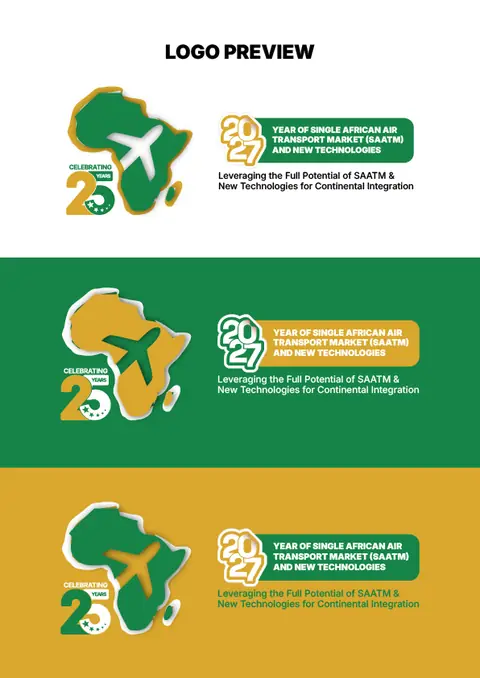 LOGO PREVIEW
CELEBRATING
25 YEARS
2027
YEAR OF SINGLE AFRICAN AIR
TRANSPORT MARKET (SAATM)
AND NEW TECHNOLOGIES
Leveraging the Full Potential of SAATM &
New Technologies for Continental Integration
CELEBRATING
25 YEARS
2027
YEAR OF SINGLE AFRICAN AIR
TRANSPORT MARKET (SAATM)
AND NEW TECHNOLOGIES
Leveraging the Full Potential of SAATM &
New Technologies for Continental Integration
CELEBRATING
25 YEARS
2027
YEAR OF SINGLE AFRICAN AIR
TRANSPORT MARKET (SAATM)
AND NEW TECHNOLOGIES
Leveraging the Full Potential of SAATM &
New Technologies for Continental Integration